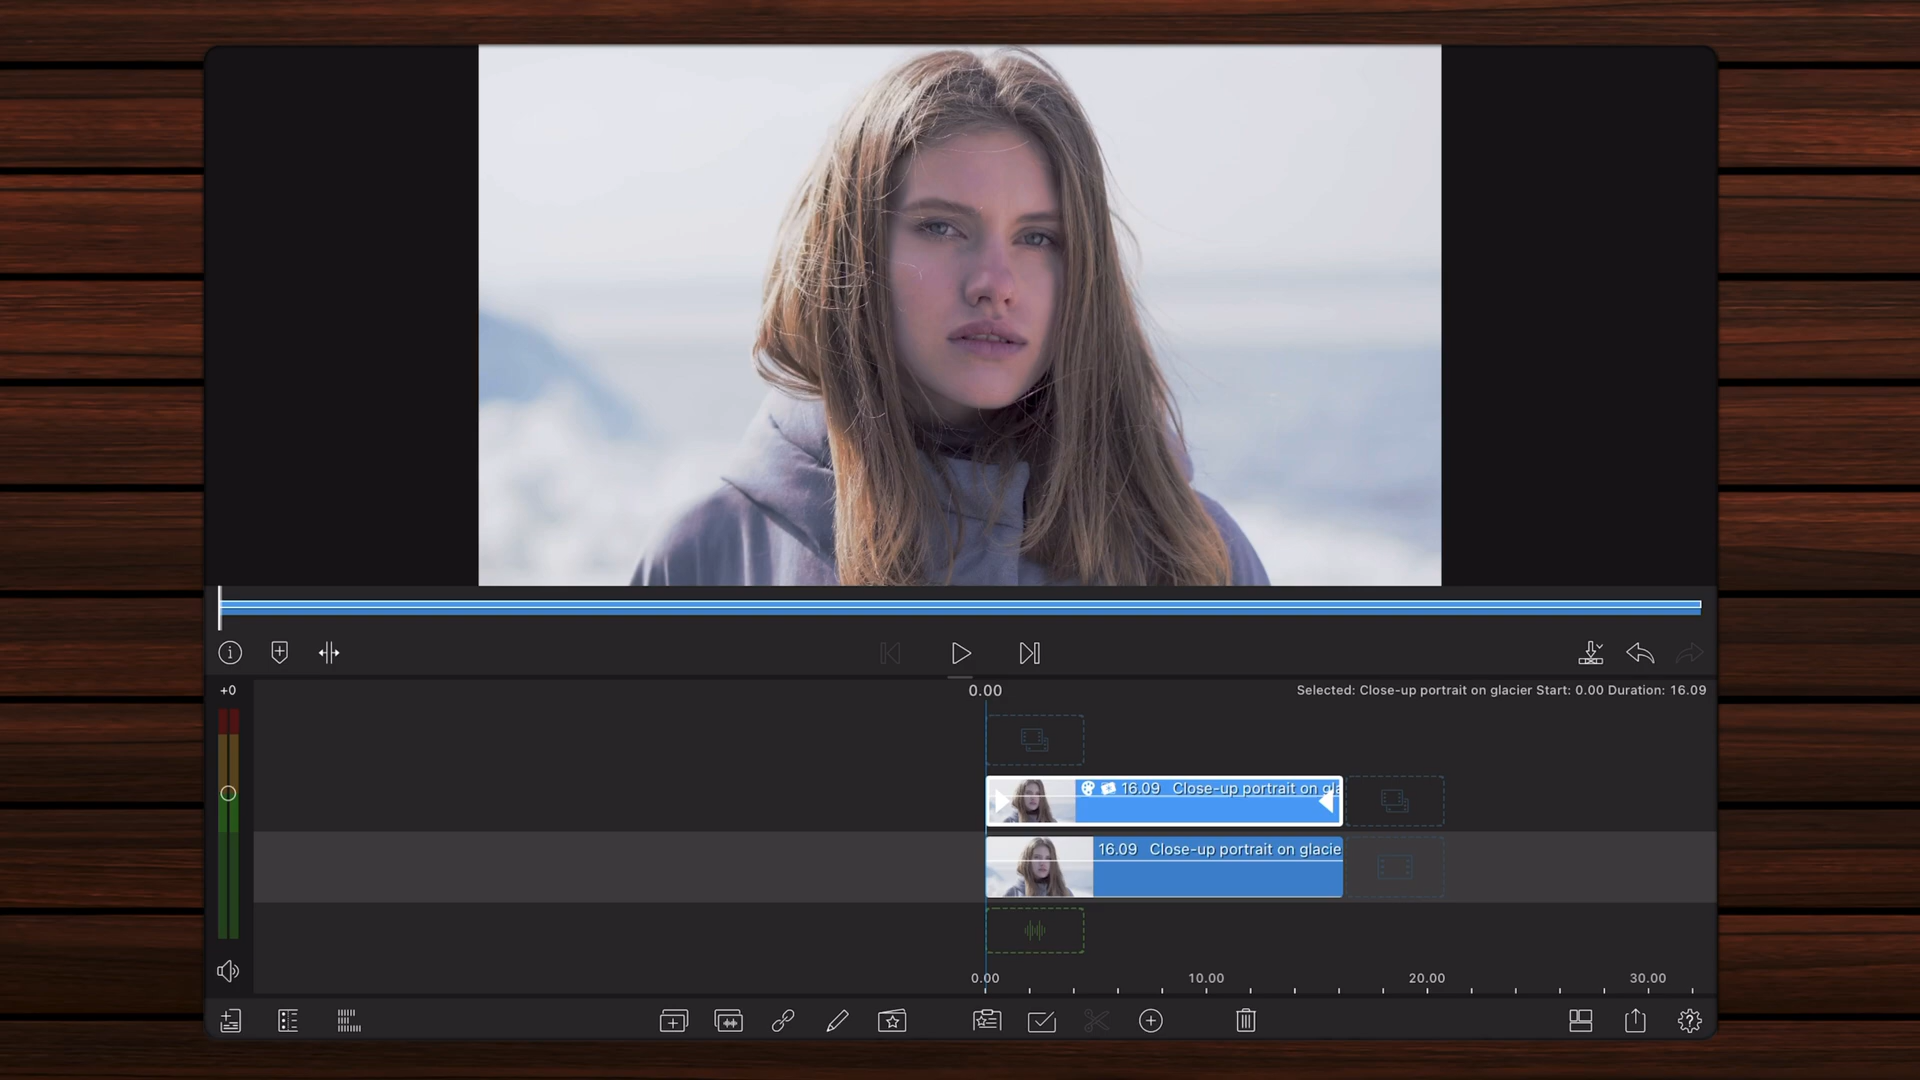 +0
0.00
Selected: Close-up portrait on glacier Start: 0.00 Duration: 16.09
16.09 Close-up portrait on gla
16.09 Close-up portrait on glacie
0.00 10.00 20.00 30.00